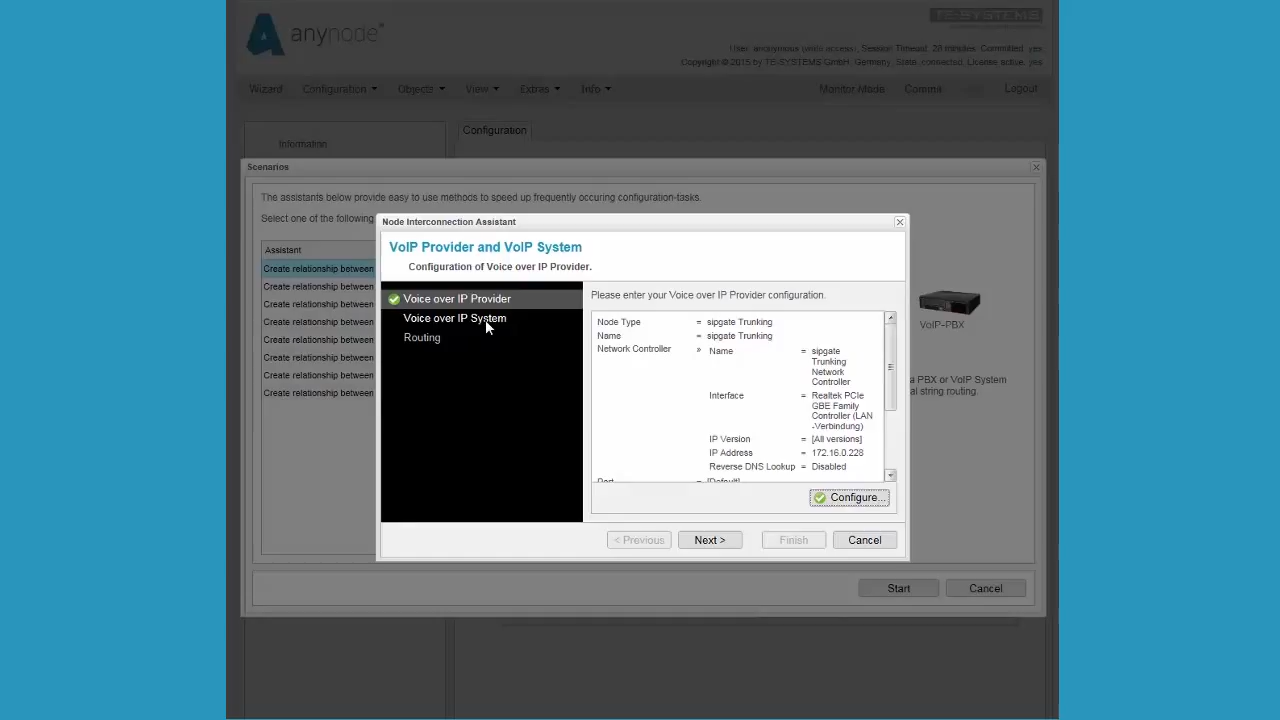 anynode®
TE-SYSTEMS
User: anonymous (write access), Session Timeout: 28 minutes, Committed: yes
Copyright © 2015 by TE-SYSTEMS GmbH, Germany, State: connected, License active: yes
Wizard Configuration Objects View Extras Info Monitor Mode Commit Logout
Information
Configuration
Scenarios
The assistants below provide easy to use methods to speed up frequently occuring configuration-tasks.
Select one of the following
Assistant
Create relationship between
Create relationship between
Create relationship between
Create relationship between
Create relationship between
Create relationship between
Create relationship between
Create relationship between
VoIP-PBX
a PBX or VoIP System
al string routing.
Start Cancel
Node Interconnection Assistant
VoIP Provider and VoIP System
Configuration of Voice over IP Provider.
Voice over IP Provider
Voice over IP System
Routing
Please enter your Voice over IP Provider configuration.
Node Type = sipgate Trunking
Name = sipgate Trunking
Network Controller » Name = sipgate
Trunking
Network
Controller
Interface = Realtek PCIe
GBE Family
Controller (LAN
-Verbindung)
IP Version = [All versions]
IP Address = 172.16.0.228
Reverse DNS Lookup = Disabled
Port = [Default]
Configure...
< Previous Next > Finish Cancel